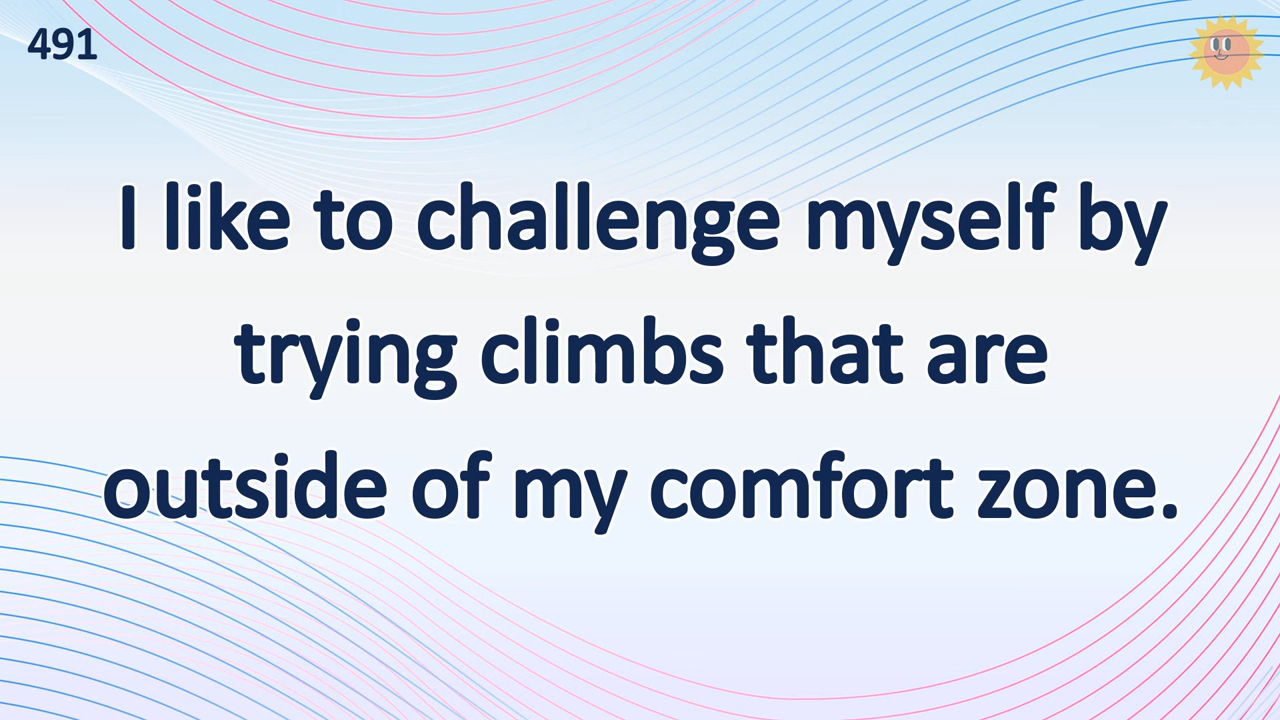 491
I like to challenge myself by
trying climbs that are
outside of my comfort zone.